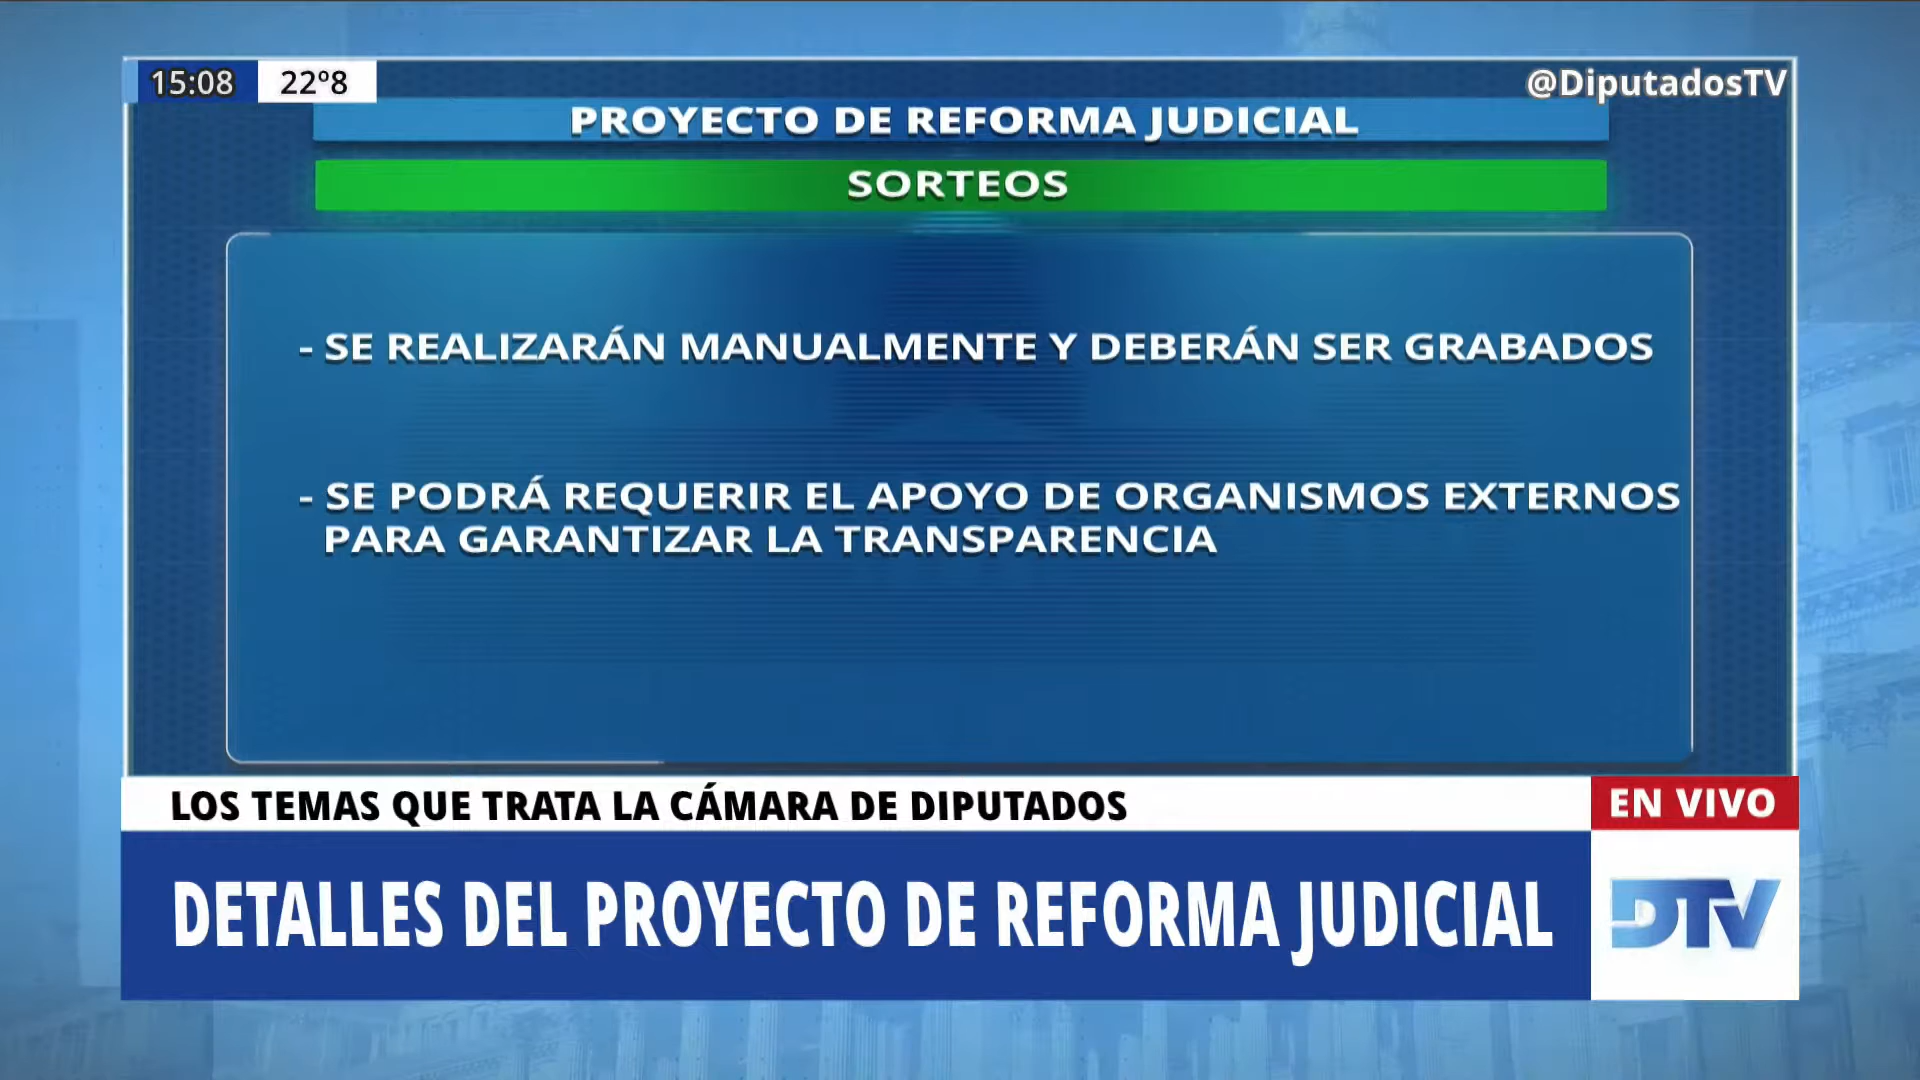 15:08 22º8
@DiputadosTV
PROYECTO DE REFORMA JUDICIAL
SORTEOS
- SE REALIZARÁN MANUALMENTE Y DEBERÁN SER GRABADOS
- SE PODRÁ REQUERIR EL APOYO DE ORGANISMOS EXTERNOS
PARA GARANTIZAR LA TRANSPARENCIA
LOS TEMAS QUE TRATA LA CÁMARA DE DIPUTADOS
EN VIVO
DETALLES DEL PROYECTO DE REFORMA JUDICIAL
DTV